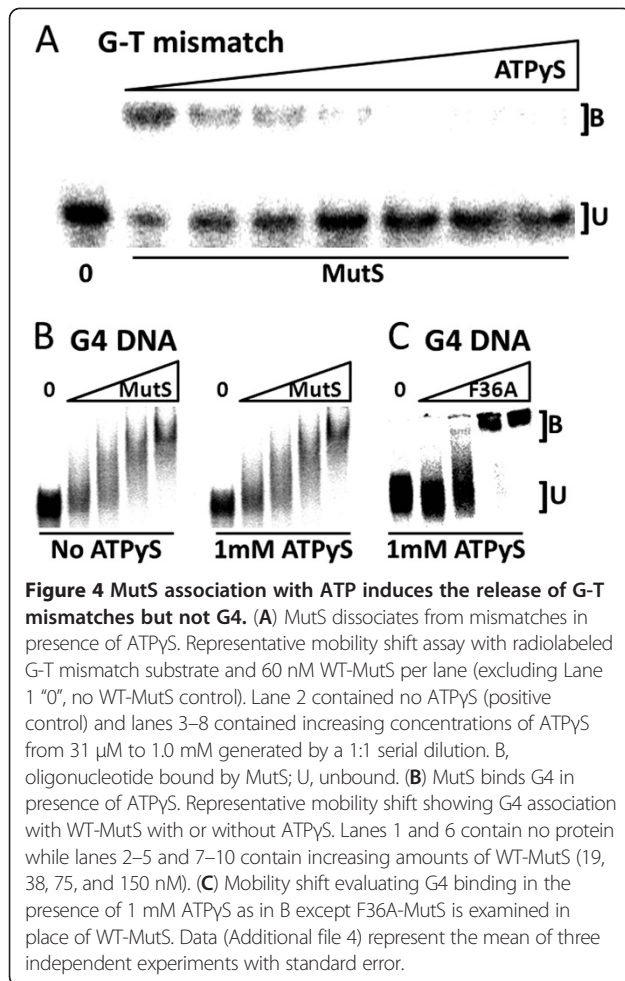 A G-T mismatch
ATPγS
B
U
0 MutS
B G4 DNA C G4 DNA
0 MutS 0 MutS 0 F36A
B
U
No ATPγS 1mM ATPγS 1mM ATPγS
Figure 4 MutS association with ATP induces the release of G-T
mismatches but not G4. (A) MutS dissociates from mismatches in
presence of ATPγS. Representative mobility shift assay with radiolabeled
G-T mismatch substrate and 60 nM WT-MutS per lane (excluding Lane
1 “0”, no WT-MutS control). Lane 2 contained no ATPγS (positive
control) and lanes 3–8 contained increasing concentrations of ATPγS
from 31 μM to 1.0 mM generated by a 1:1 serial dilution. B,
oligonucleotide bound by MutS; U, unbound. (B) MutS binds G4 in
presence of ATPγS. Representative mobility shift showing G4 association
with WT-MutS with or without ATPγS. Lanes 1 and 6 contain no protein
while lanes 2–5 and 7–10 contain increasing amounts of WT-MutS (19,
38, 75, and 150 nM). (C) Mobility shift evaluating G4 binding in the
presence of 1 mM ATPγS as in B except F36A-MutS is examined in
place of WT-MutS. Data (Additional file 4) represent the mean of three
independent experiments with standard error.